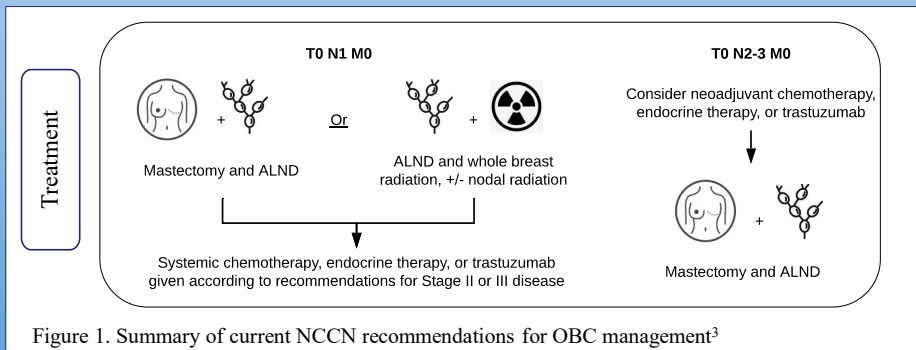 Treatment
T0 N1 M0
+
Or
+
Mastectomy and ALND
ALND and whole breast
radiation, +/- nodal radiation
Systemic chemotherapy, endocrine therapy, or trastuzumab
given according to recommendations for Stage II or III disease
T0 N2-3 M0
Consider neoadjuvant chemotherapy,
endocrine therapy, or trastuzumab
+
Mastectomy and ALND
Figure 1. Summary of current NCCN recommendations for OBC management³